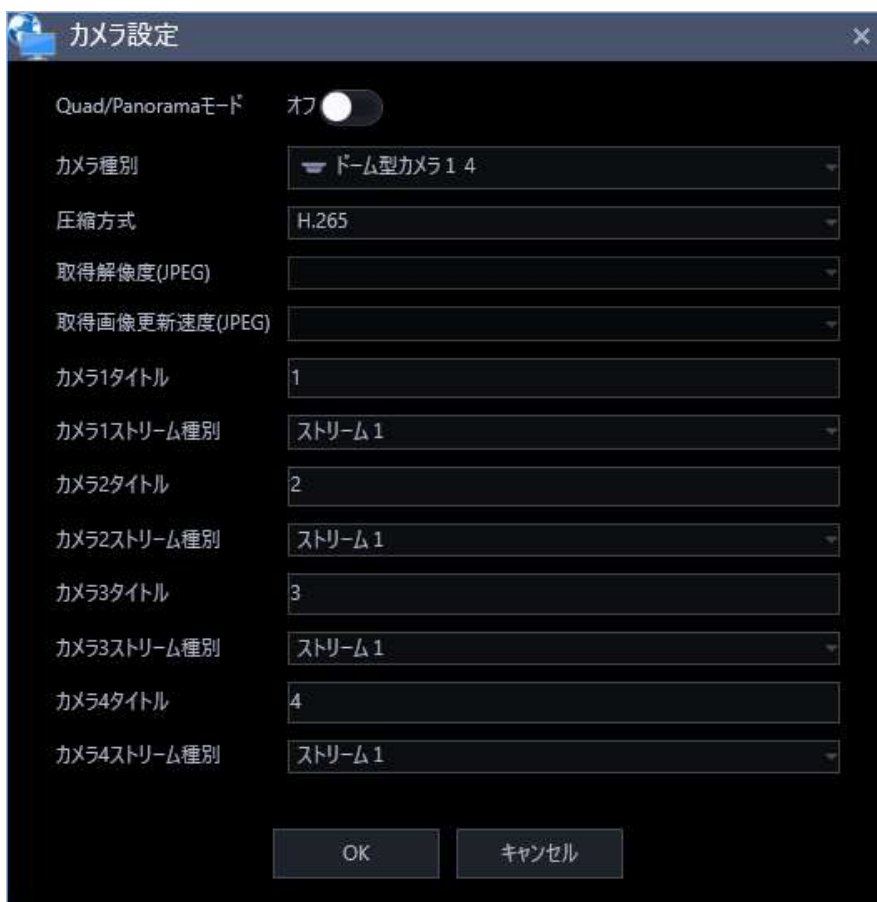 カメラ設定
Quad/Panoramaモード オフ
カメラ種別 ドーム型カメラ14
圧縮方式 H.265
取得解像度(JPEG)
取得画像更新速度(JPEG)
カメラ1タイトル 1
カメラ1ストリーム種別 ストリーム1
カメラ2タイトル 2
カメラ2ストリーム種別 ストリーム1
カメラ3タイトル 3
カメラ3ストリーム種別 ストリーム1
カメラ4タイトル 4
カメラ4ストリーム種別 ストリーム1
OK キャンセル